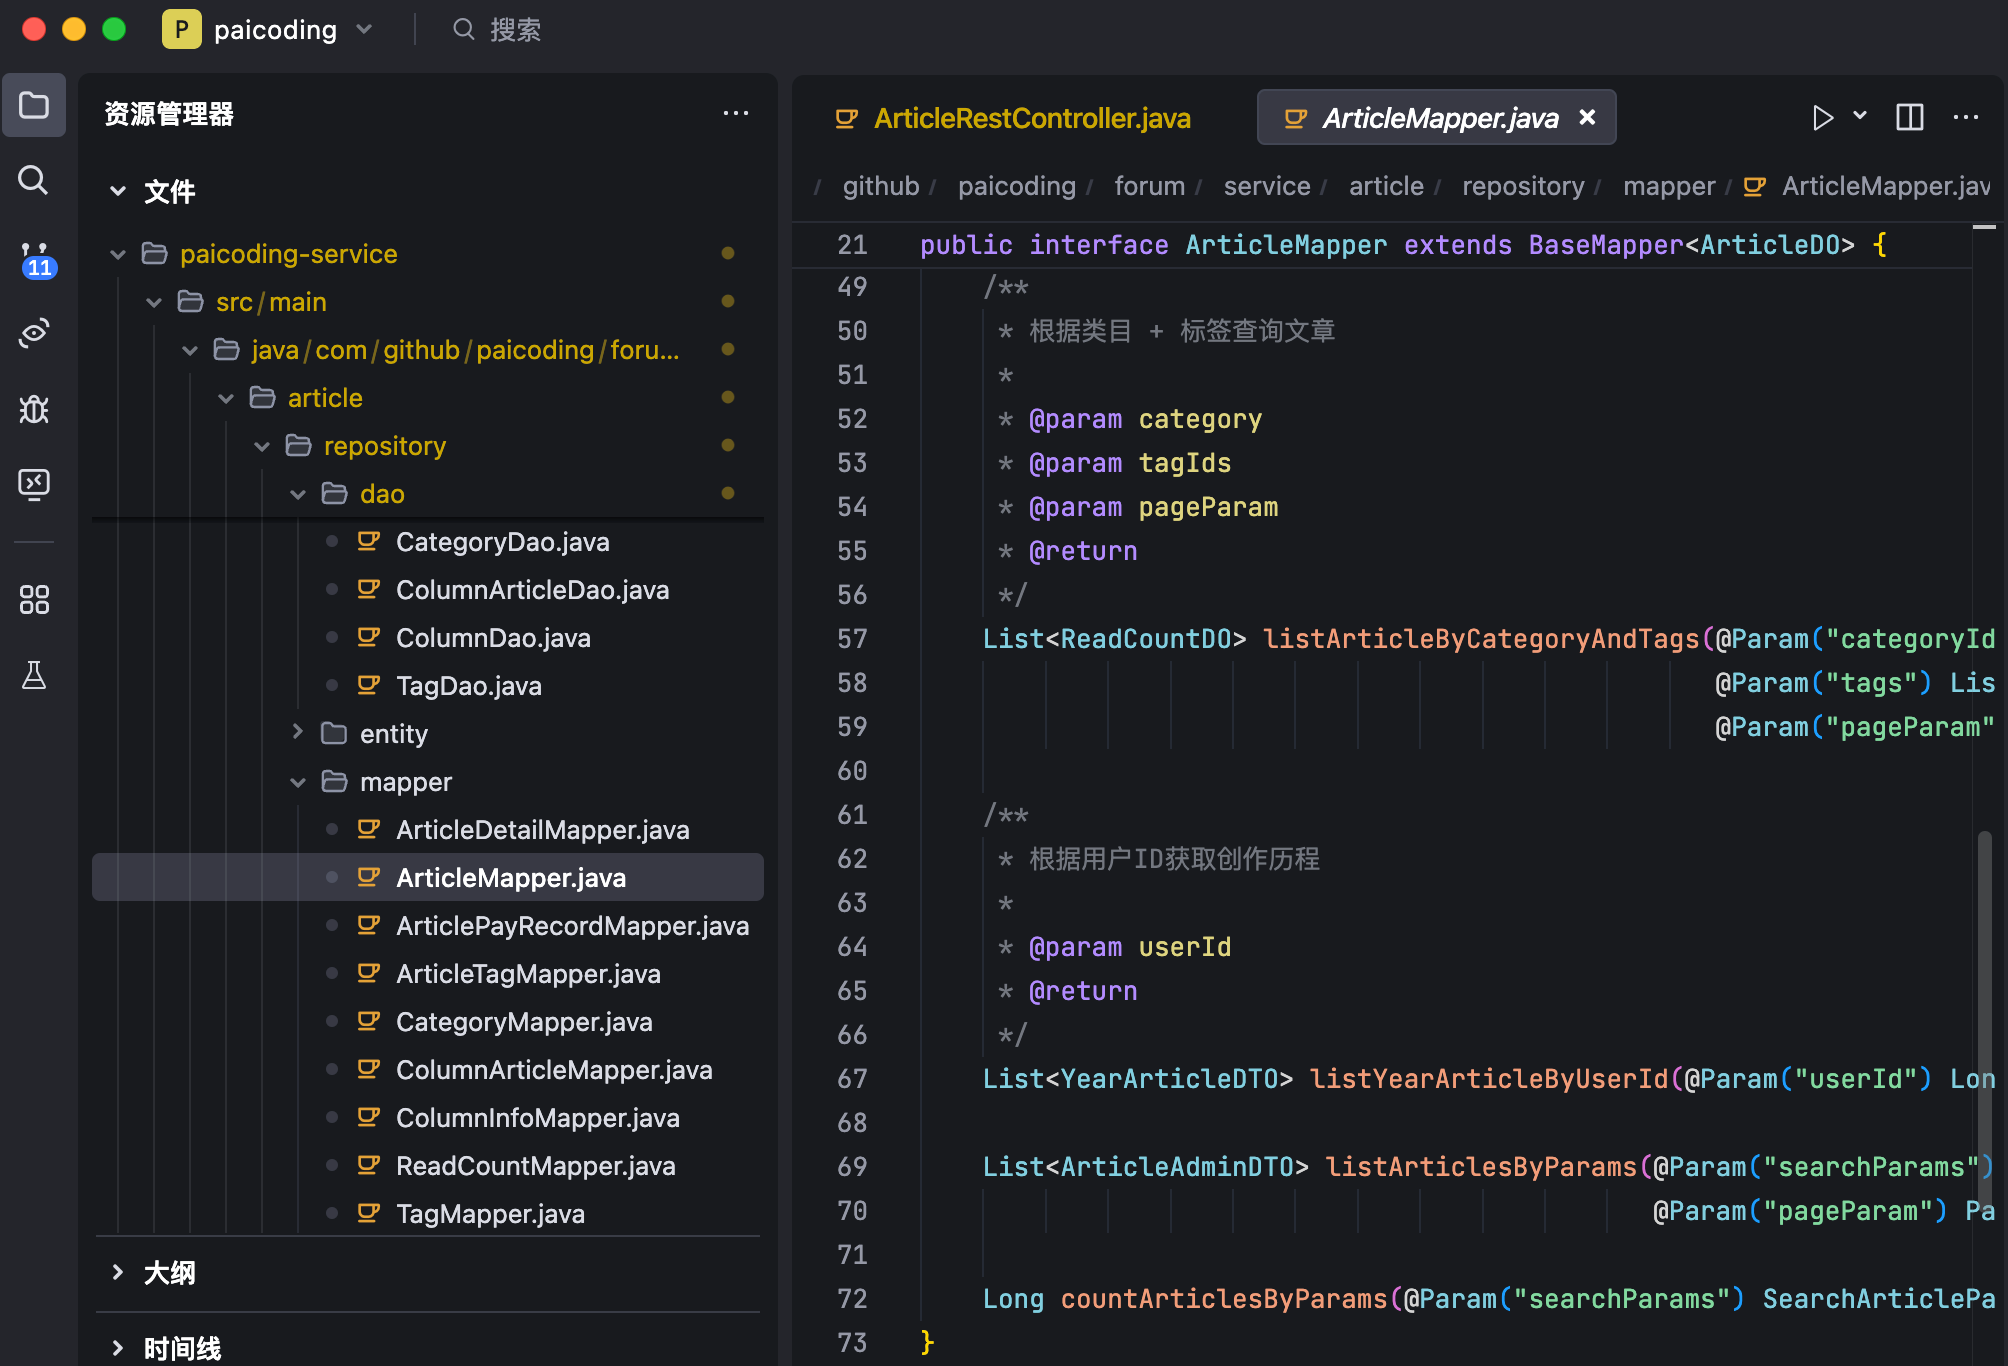 P paicoding 搜索
资源管理器
文件
paicoding-service
src/main
java/com/github/paicoding/foru...
article
repository
dao
CategoryDao.java
ColumnArticleDao.java
ColumnDao.java
TagDao.java
entity
mapper
ArticleDetailMapper.java
ArticleMapper.java
ArticlePayRecordMapper.java
ArticleTagMapper.java
CategoryMapper.java
ColumnArticleMapper.java
ColumnInfoMapper.java
ReadCountMapper.java
TagMapper.java
大纲
时间线
11
ArticleRestController.java ArticleMapper.java
/ github / paicoding / forum / service / article / repository / mapper / ArticleMapper.jav
21 public interface ArticleMapper extends BaseMapper<ArticleDO> {
49 /**
50 * 根据类目 + 标签查询文章
51 *
52 * @param category
53 * @param tagIds
54 * @param pageParam
55 * @return
56 */
57 List<ReadCountDO> listArticleByCategoryAndTags(@Param("categoryId
58 @Param("tags") Lis
59 @Param("pageParam"
60
61 /**
62 * 根据用户ID获取创作历程
63 *
64 * @param userId
65 * @return
66 */
67 List<YearArticleDTO> listYearArticleByUserId(@Param("userId") Lon
68
69 List<ArticleAdminDTO> listArticlesByParams(@Param("searchParams")
70 @Param("pageParam") Pa
71
72 Long countArticlesByParams(@Param("searchParams") SearchArticlePa
73 }